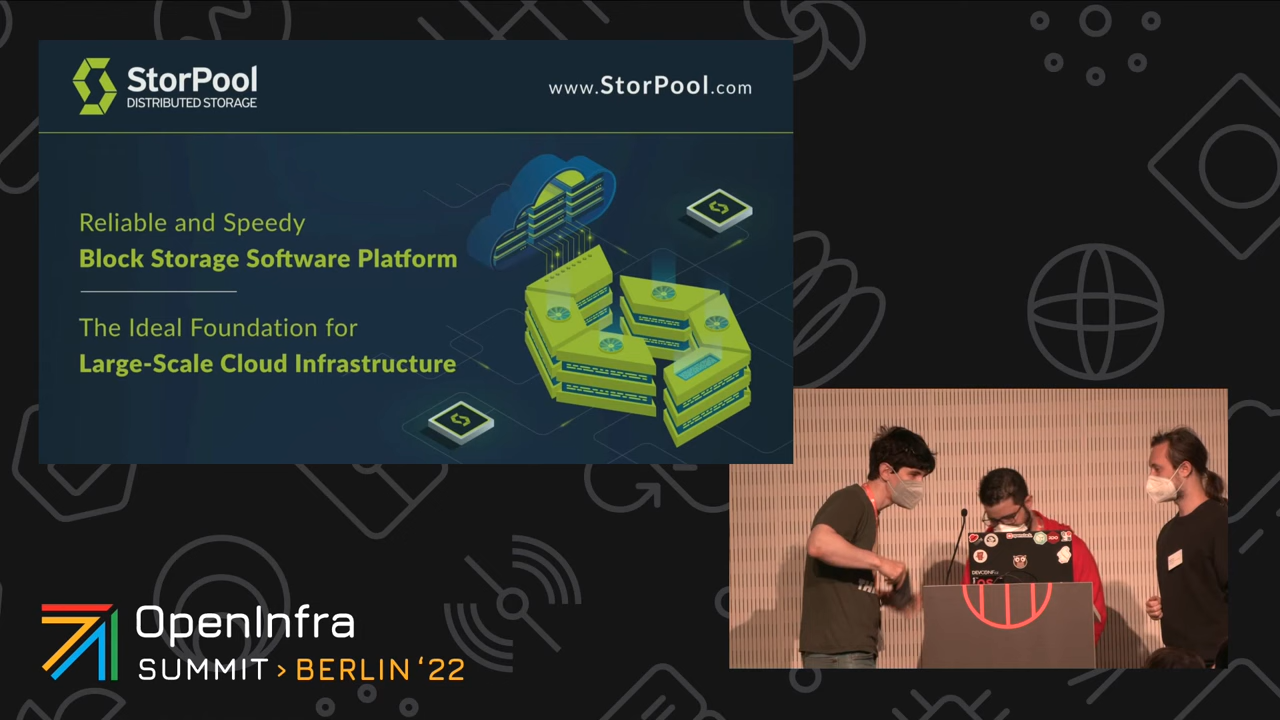 StorPool
DISTRIBUTED STORAGE
www.StorPool.com
Reliable and Speedy
Block Storage Software Platform
The Ideal Foundation for
Large-Scale Cloud Infrastructure
DEVCONF
OpenInfra
SUMMIT > BERLIN '22